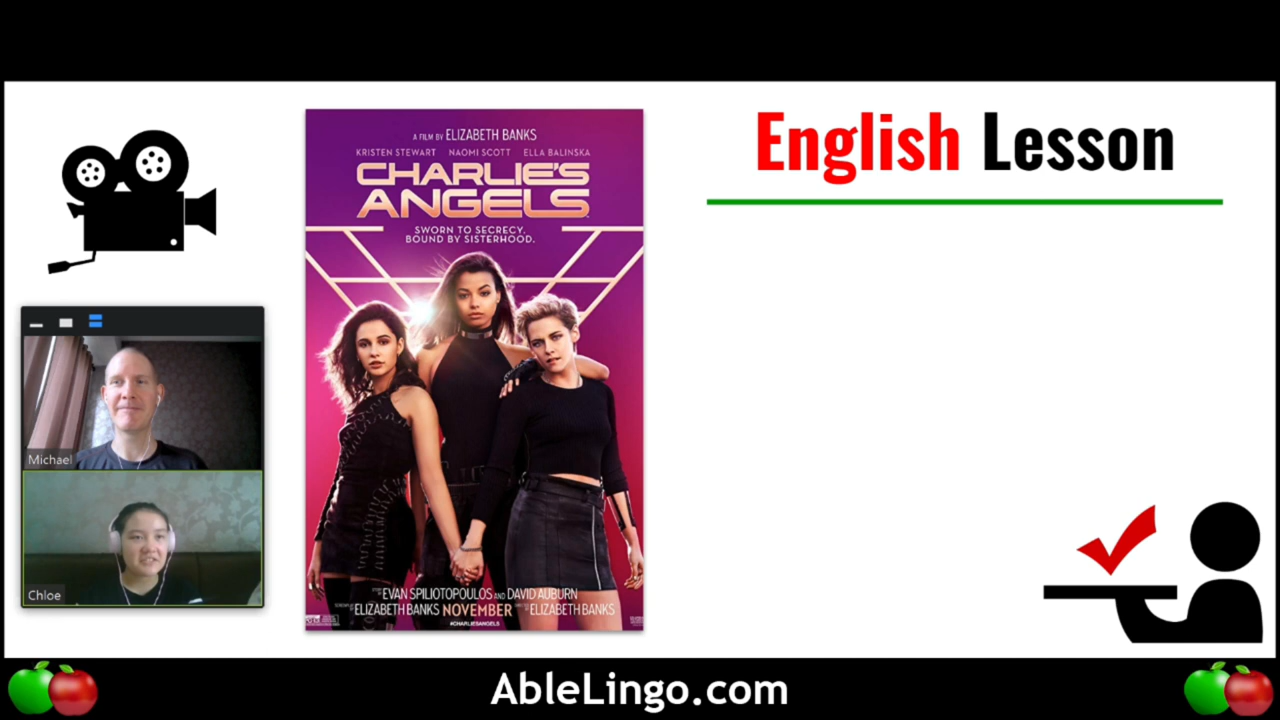 English Lesson
A FILM BY ELIZABETH BANKS
KRISTEN STEWART NAOMI SCOTT ELLA BALINSKA
CHARLIE'S
ANGELS
SWORN TO SECRECY.
BOUND BY SISTERHOOD.
EVAN SPILIOTOPOULOS AND DAVID AUBURN
ELIZABETH BANKS NOVEMBER ELIZABETH BANKS
#CHARLIESANGELS
Michael
Chloe
AbleLingo.com